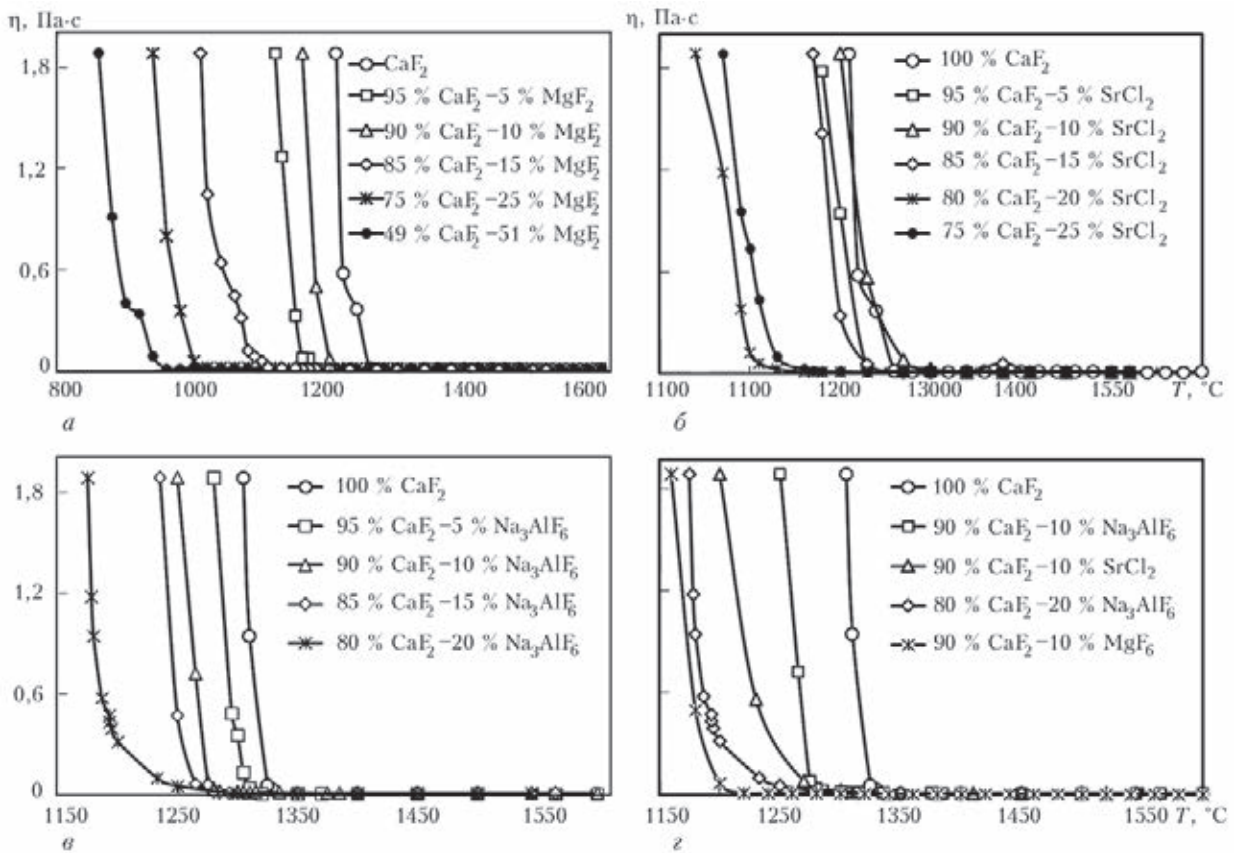 η, Па·с
1,8
1,2
0,6
0
CaF2
95 % CaF2–5 % MgF2
90 % CaF2–10 % MgF2
85 % CaF2–15 % MgF2
75 % CaF2–25 % MgF2
49 % CaF2–51 % MgF2
800 1000 1200 1400 1600
а
η, Па·с
100 % CaF2
95 % CaF2–5 % SrCl2
90 % CaF2–10 % SrCl2
85 % CaF2–15 % SrCl2
80 % CaF2–20 % SrCl2
75 % CaF2–25 % SrCl2
1100 1100 1200 13000 1400 1550 T, °C
б
1,8
1,2
0,6
0
100 % CaF2
95 % CaF2–5 % Na3AlF6
90 % CaF2–10 % Na3AlF6
85 % CaF2–15 % Na3AlF6
80 % CaF2–20 % Na3AlF6
1150 1250 1350 1450 1550
в
100 % CaF2
90 % CaF2–10 % Na3AlF6
90 % CaF2–10 % SrCl2
80 % CaF2–20 % Na3AlF6
90 % CaF2–10 % MgF6
1150 1250 1350 1450 1550 T, °C
г